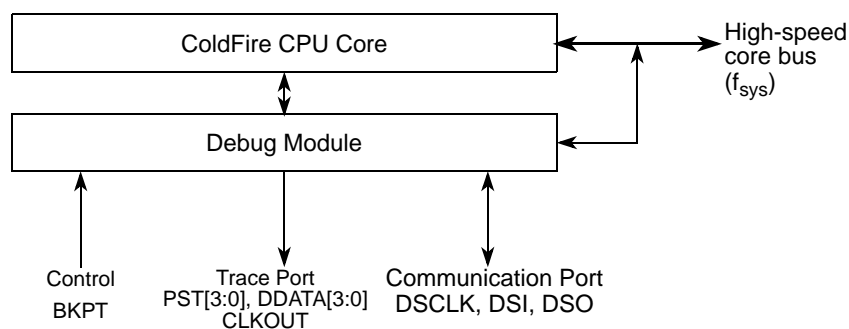 ColdFire CPU Core
High-speed
core bus
(fsys)
Debug Module
Control
BKPT
Trace Port
PST[3:0], DDATA[3:0]
CLKOUT
Communication Port
DSCLK, DSI, DSO